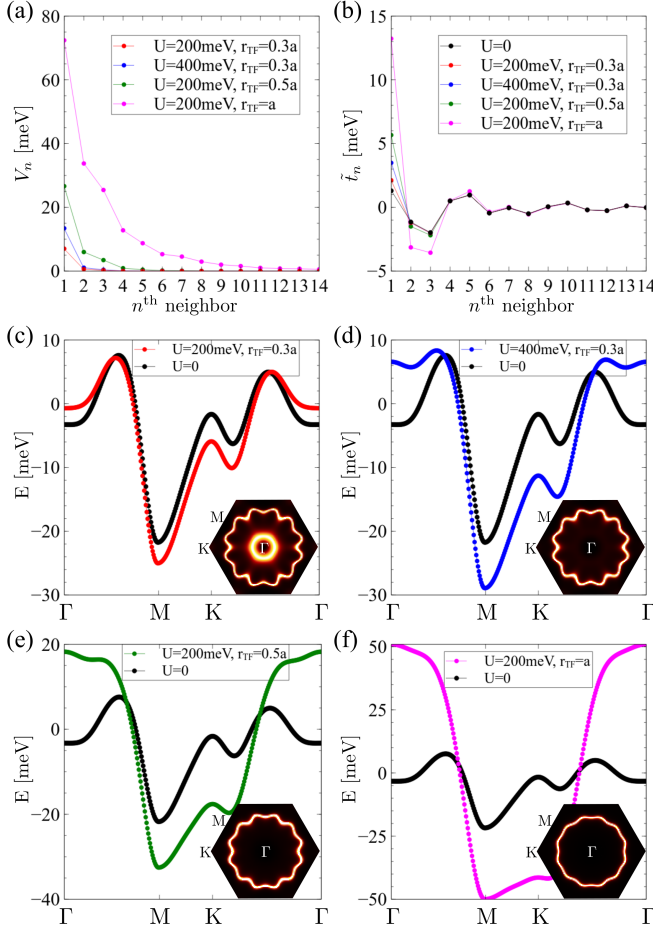 (a)
15
10
5
0
−5
80
60
40
20
0
V_n [meV]
U=200meV, r_TF=0.3a
U=400meV, r_TF=0.3a
U=200meV, r_TF=0.5a
U=200meV, r_TF=a
1 2 3 4 5 6 7 8 9 10 11 12 13 14
n^th neighbor
(b)
t̃_n [meV]
U=0
U=200meV, r_TF=0.3a
U=400meV, r_TF=0.3a
U=200meV, r_TF=0.5a
U=200meV, r_TF=a
1 2 3 4 5 6 7 8 9 10 11 12 13 14
n^th neighbor
(c)
10
0
−10
−20
−30
E [meV]
U=200meV, r_TF=0.3a
U=0
M
K
Γ
Γ M K Γ
(d)
10
0
−10
−20
−30
E [meV]
U=400meV, r_TF=0.3a
U=0
M
K
Γ
Γ M K Γ
(e)
20
0
−20
−40
E [meV]
U=200meV, r_TF=0.5a
U=0
M
K
Γ
Γ M K Γ
(f)
50
25
0
−25
−50
E [meV]
U=200meV, r_TF=a
U=0
M
K
Γ
Γ M K Γ